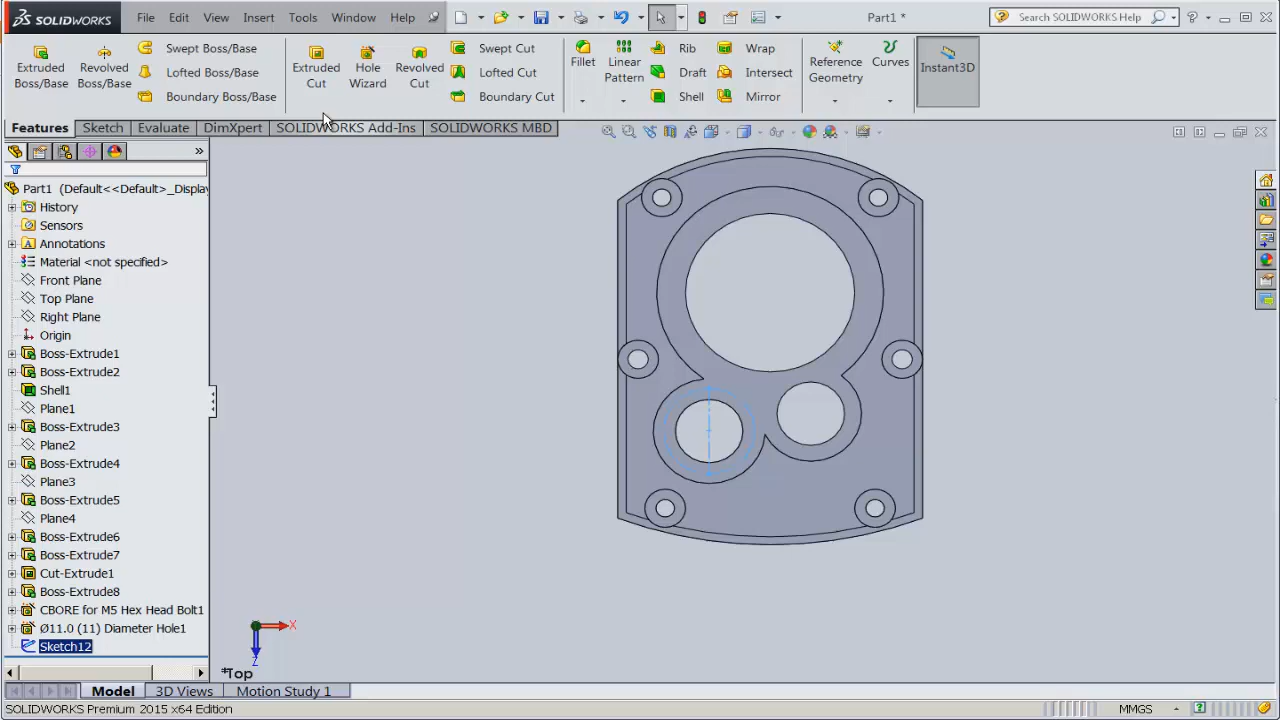 SOLIDWORKS File Edit View Insert Tools Window Help Part1 * Search SOLIDWORKS Help
Extruded Boss/Base
Revolved Boss/Base
Swept Boss/Base
Lofted Boss/Base
Boundary Boss/Base
Extruded Cut
Hole Wizard
Revolved Cut
Swept Cut
Lofted Cut
Boundary Cut
Fillet
Linear Pattern
Rib
Draft
Shell
Wrap
Intersect
Mirror
Reference Geometry
Curves
Instant3D
Features Sketch Evaluate DimXpert SOLIDWORKS Add-Ins SOLIDWORKS MBD
Part1 (Default<<Default>_Display
History
Sensors
Annotations
Material <not specified>
Front Plane
Top Plane
Right Plane
Origin
Boss-Extrude1
Boss-Extrude2
Shell1
Plane1
Boss-Extrude3
Plane2
Boss-Extrude4
Plane3
Boss-Extrude5
Plane4
Boss-Extrude6
Boss-Extrude7
Cut-Extrude1
Boss-Extrude8
CBORE for M5 Hex Head Bolt1
Ø11.0 (11) Diameter Hole1
Sketch12
X
Z
*Top
Model 3D Views Motion Study 1
SOLIDWORKS Premium 2015 x64 Edition MMGS